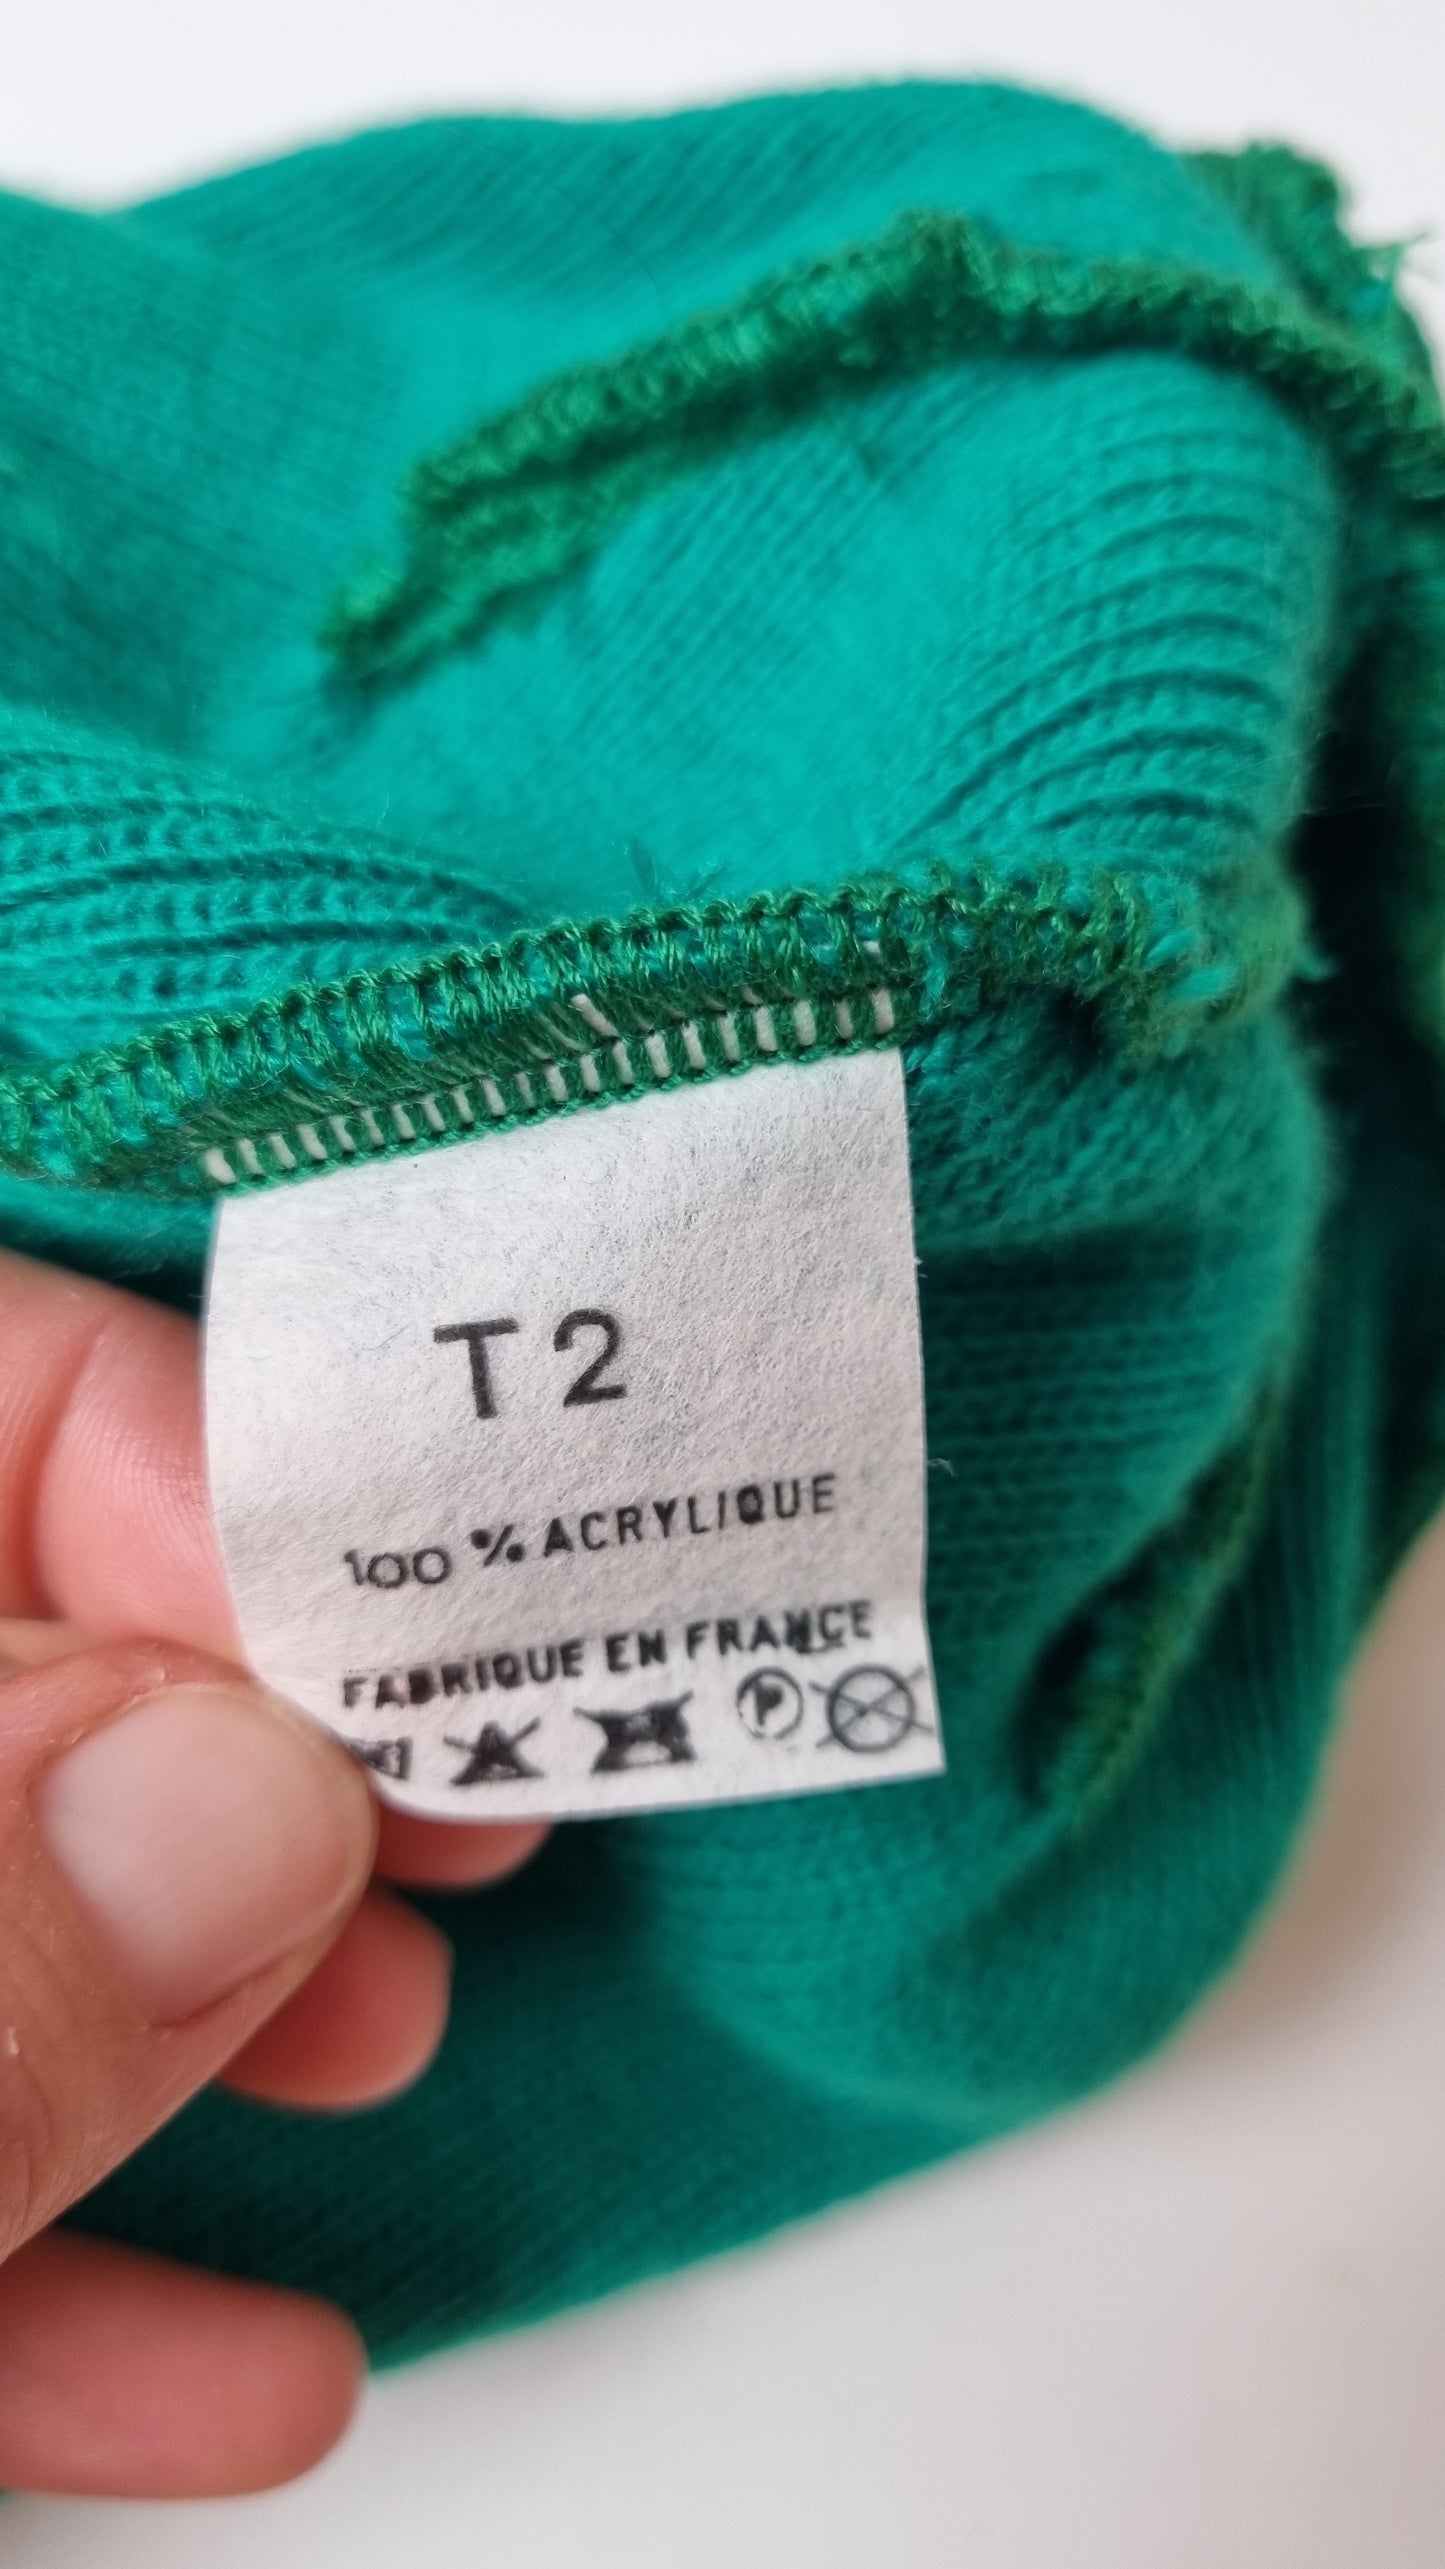 T2
100 % ACRYLIQUE
FABRIQUE EN FRANCE
P